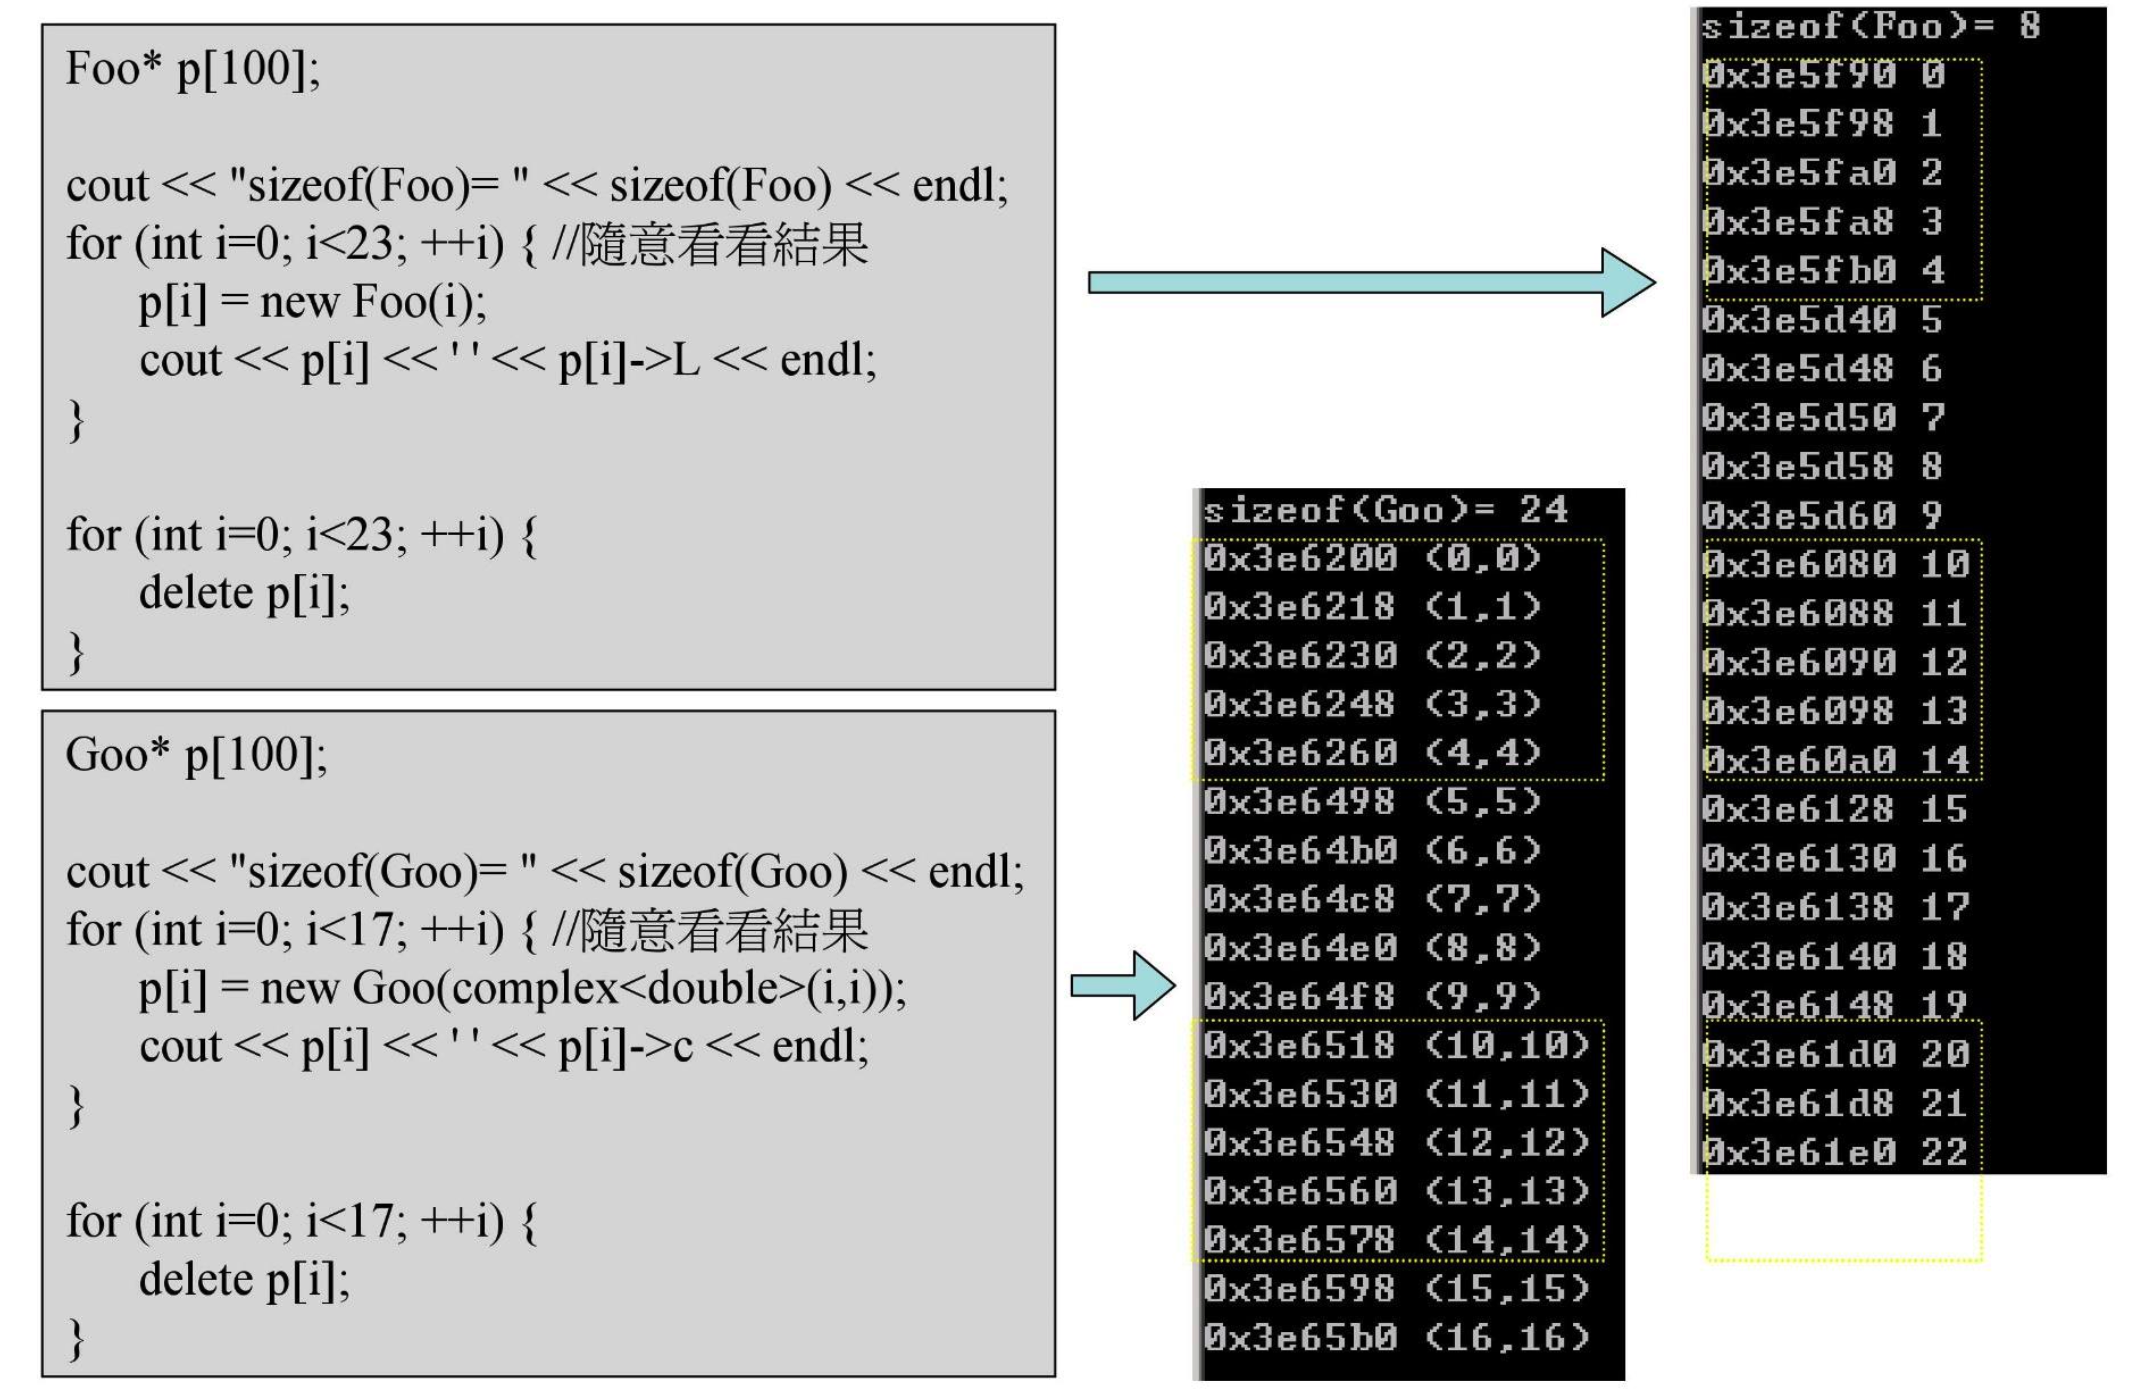 Foo* p[100];
cout << "sizeof(Foo)= " << sizeof(Foo) << endl;
for (int i=0; i<23; ++i) { //隨意看看結果
p[i] = new Foo(i);
cout << p[i] << ' ' << p[i]->L << endl;
}
for (int i=0; i<23; ++i) {
delete p[i];
}
Goo* p[100];
cout << "sizeof(Goo)= " << sizeof(Goo) << endl;
for (int i=0; i<17; ++i) { //隨意看看結果
p[i] = new Goo(complex<double>(i,i));
cout << p[i] << ' ' << p[i]->c << endl;
}
for (int i=0; i<17; ++i) {
delete p[i];
}
sizeof(Goo)= 24
0x3e6200 (0,0)
0x3e6218 (1,1)
0x3e6230 (2,2)
0x3e6248 (3,3)
0x3e6260 (4,4)
0x3e6498 (5,5)
0x3e64b0 (6,6)
0x3e64c8 (7,7)
0x3e64e0 (8,8)
0x3e64f8 (9,9)
0x3e6518 (10,10)
0x3e6530 (11,11)
0x3e6548 (12,12)
0x3e6560 (13,13)
0x3e6578 (14,14)
0x3e6598 (15,15)
0x3e65b0 (16,16)
sizeof(Foo)= 8
0x3e5f90 0
0x3e5f98 1
0x3e5fa0 2
0x3e5fa8 3
0x3e5fb0 4
0x3e5d40 5
0x3e5d48 6
0x3e5d50 7
0x3e5d58 8
0x3e5d60 9
0x3e6080 10
0x3e6088 11
0x3e6090 12
0x3e6098 13
0x3e60a0 14
0x3e6128 15
0x3e6130 16
0x3e6138 17
0x3e6140 18
0x3e6148 19
0x3e61d0 20
0x3e61d8 21
0x3e61e0 22